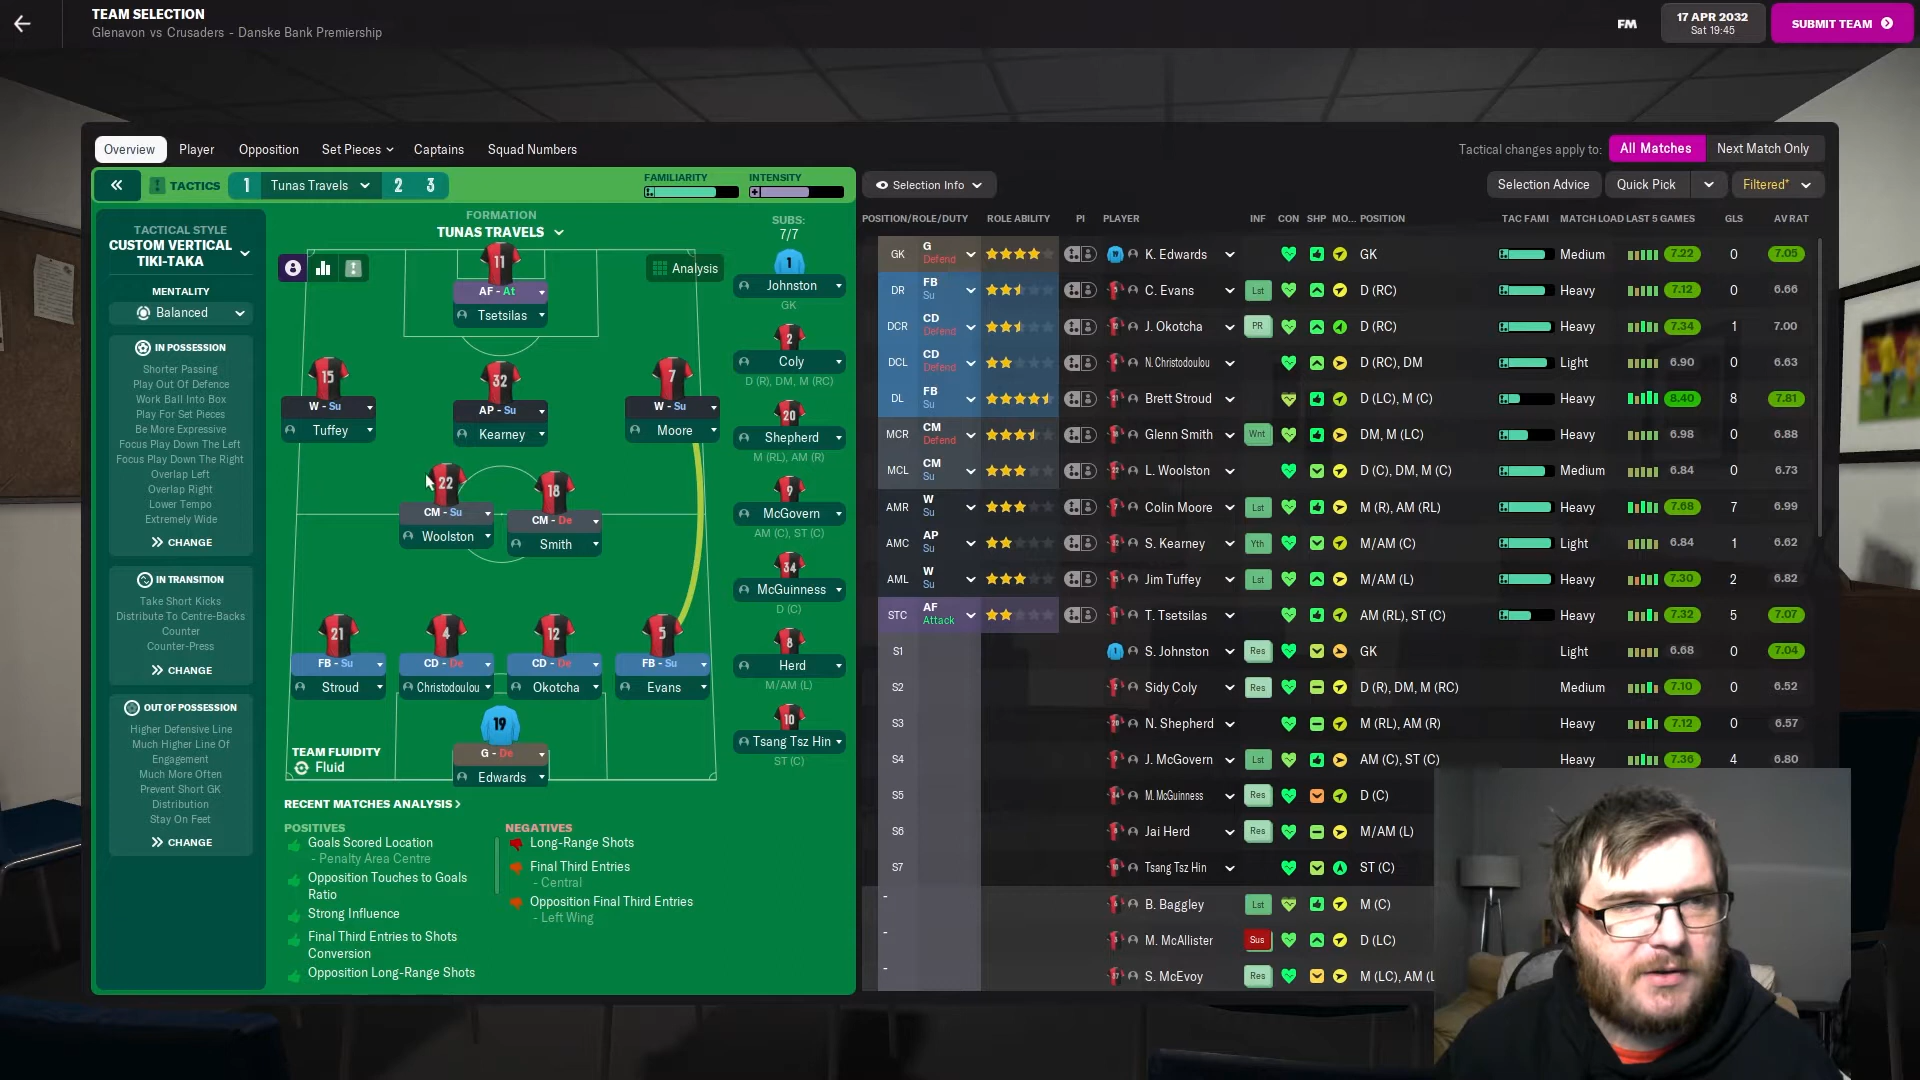 TEAM SELECTION
Glenavon vs Crusaders - Danske Bank Premiership
FM
17 APR 2032
Sat 19:45
SUBMIT TEAM
Overview
Player
Opposition
Set Pieces
Captains
Squad Numbers
Tactical changes apply to:
All Matches
Next Match Only
TACTICS
1
Tunas Travels
2
3
FAMILIARITY
INTENSITY
Selection Info
Selection Advice
Quick Pick
Filtered*
TACTICAL STYLE
CUSTOM VERTICAL
TIKI-TAKA
MENTALITY
Balanced
IN POSSESSION
Shorter Passing
Play Out Of Defence
Work Ball Into Box
Play For Set Pieces
Be More Expressive
Focus Play Down The Left
Focus Play Down The Right
Overlap Left
Overlap Right
Lower Tempo
Extremely Wide
CHANGE
IN TRANSITION
Take Short Kicks
Distribute To Centre-Backs
Counter
Counter-Press
CHANGE
OUT OF POSSESSION
Higher Defensive Line
Much Higher Line Of
Engagement
Much More Often
Prevent Short GK
Distribution
Stay On Feet
CHANGE
FORMATION
TUNAS TRAVELS
Analysis
11
AF - At
Tsetsilas
15
W - Su
Tuffey
32
AP - Su
Kearney
7
W - Su
Moore
22
CM - Su
Woolston
18
CM - De
Smith
21
FB - Su
Stroud
4
CD - De
Christodoulou
12
CD - De
Okotcha
5
FB - Su
Evans
19
G - De
Edwards
TEAM FLUIDITY
Fluid
SUBS:
7/7
1
Johnston
GK
2
Coly
D (R), DM, M (RC)
20
Shepherd
M (RL), AM (R)
9
McGovern
AM (C), ST (C)
34
McGuinness
D (C)
8
Herd
M/AM (L)
10
Tsang Tsz Hin
ST (C)
RECENT MATCHES ANALYSIS >
POSITIVES
Goals Scored Location
- Penalty Area Centre
Opposition Touches to Goals
Ratio
Strong Influence
Final Third Entries to Shots
Conversion
Opposition Long-Range Shots
NEGATIVES
Long-Range Shots
Final Third Entries
- Central
Opposition Final Third Entries
- Left Wing
POSITION/ROLE/DUTY ROLE ABILITY PI PLAYER INF CON SHP MO... POSITION TAC FAMI MATCH LOAD LAST 5 GAMES GLS AV RAT
GK G Defend K. Edwards GK Medium 7.22 0 7.05
DR FB Su C. Evans Lst D (RC) Heavy 7.12 0 6.66
DCR CD Defend J. Okotcha PR D (RC) Heavy 7.34 1 7.00
DCL CD Defend N. Christodoulou D (RC), DM Light 6.90 0 6.63
DL FB Su Brett Stroud D (LC), M (C) Heavy 8.40 8 7.81
MCR CM Defend Glenn Smith Wnt DM, M (LC) Heavy 6.98 0 6.88
MCL CM Su L. Woolston D (C), DM, M (C) Medium 6.84 0 6.73
AMR W Su Colin Moore Lst M (R), AM (RL) Heavy 7.68 7 6.99
AMC AP Su S. Kearney Yth M/AM (C) Light 6.84 1 6.62
AML W Su Jim Tuffey Lst M/AM (L) Heavy 7.30 2 6.82
STC AF Attack T. Tsetsilas AM (RL), ST (C) Heavy 7.32 5 7.07
S1 S. Johnston Res GK Light 6.68 0 7.04
S2 Sidy Coly Res D (R), DM, M (RC) Medium 7.10 0 6.52
S3 N. Shepherd M (RL), AM (R) Heavy 7.12 0 6.57
S4 J. McGovern Lst AM (C), ST (C) Heavy 7.36 4 6.80
S5 M. McGuinness Res D (C)
S6 Jai Herd Res M/AM (L)
S7 Tsang Tsz Hin ST (C)
- B. Baggley Lst M (C)
- M. McAllister Sus D (LC)
- S. McEvoy Res M (LC), AM (L